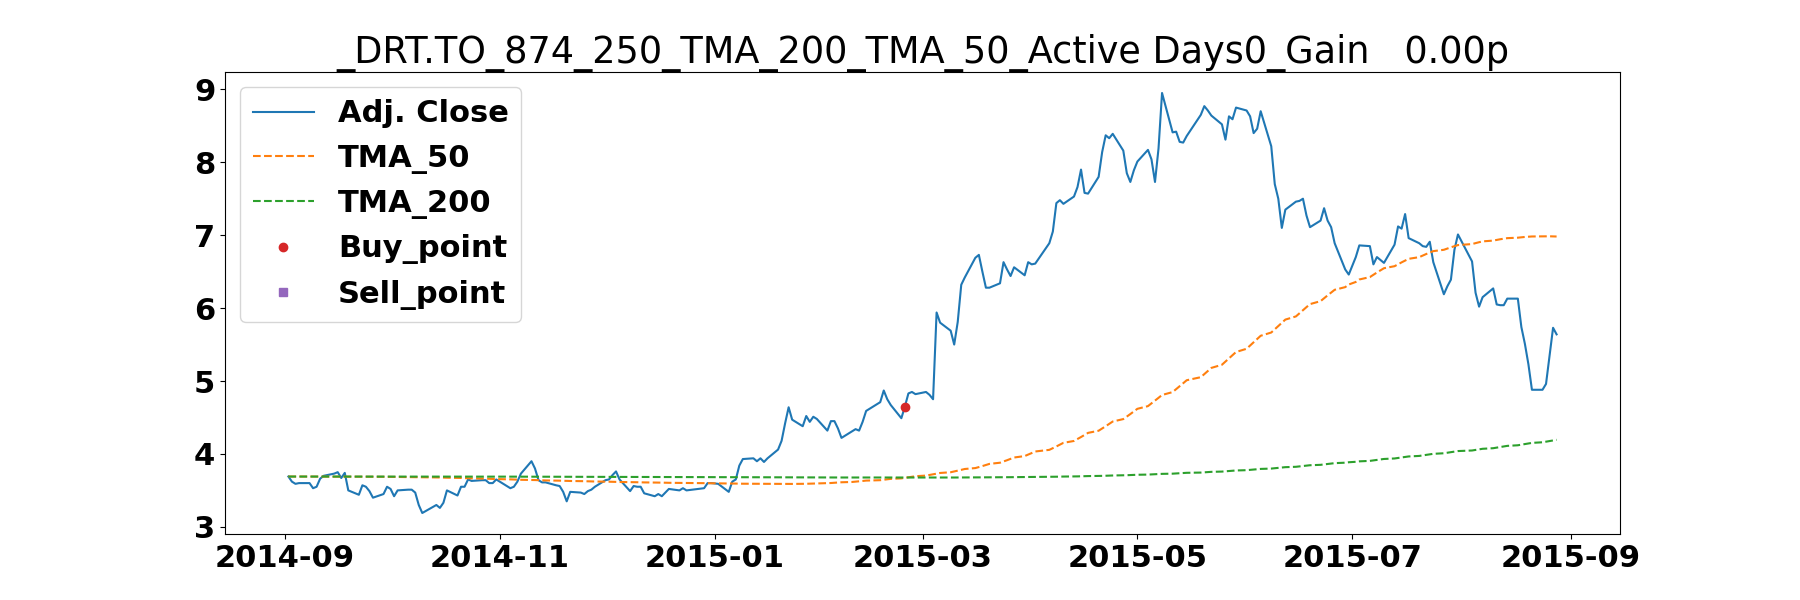 _DRT.TO_874_250_TMA_200_TMA_50_Active Days0_Gain   0.00p
9
8
7
6
5
4
3
Adj. Close
TMA_50
TMA_200
Buy_point
Sell_point
2014-09 2014-11 2015-01 2015-03 2015-05 2015-07 2015-09